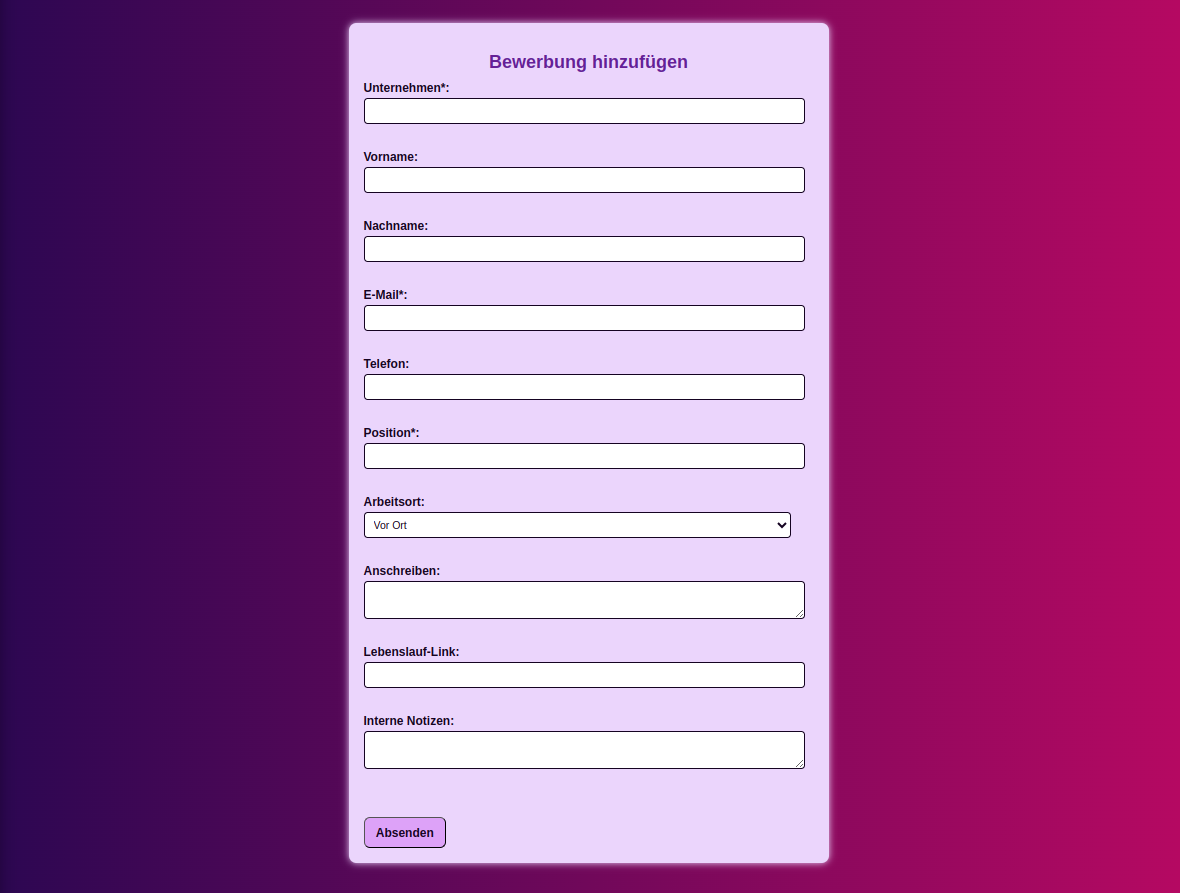 Bewerbung hinzufügen
Unternehmen*:
Vorname:
Nachname:
E-Mail*:
Telefon:
Position*:
Arbeitsort:
Vor Ort
Anschreiben:
Lebenslauf-Link:
Interne Notizen:
Absenden